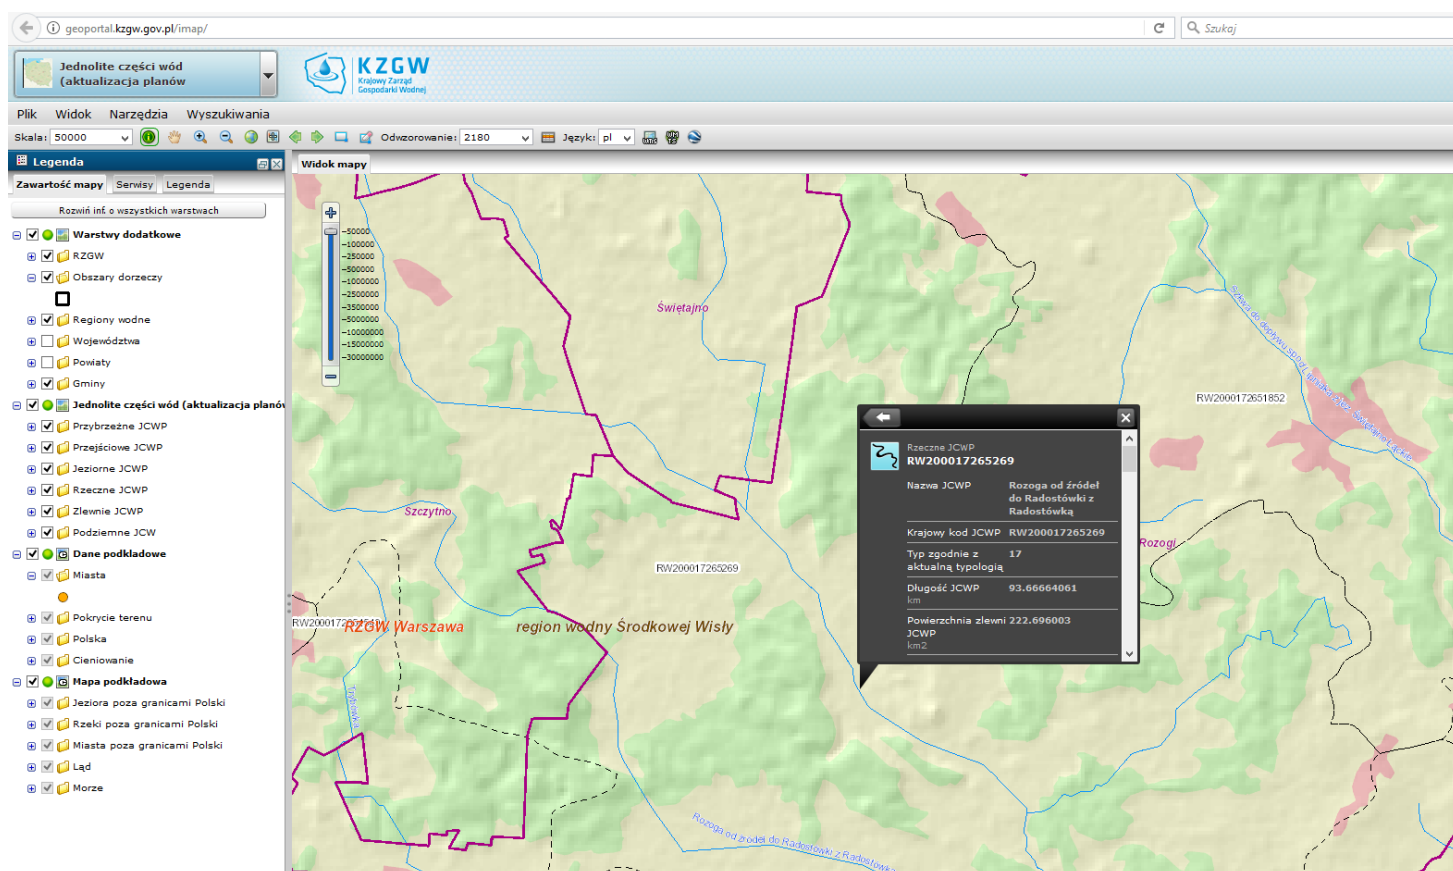 geoportal.kzgw.gov.pl/imap/
Szukaj
Jednolite części wód
(aktualizacja planów
KZGW
Krajowy Zarząd
Gospodarki Wodnej
Plik Widok Narzędzia Wyszukiwania
Skala: 50000 Odwzorowanie: 2180 Język: pl
Legenda
Zawartość mapy Serwisy Legenda
Rozwiń inf. o wszystkich warstwach
Warstwy dodatkowe
RZGW
Obszary dorzeczy
Regiony wodne
Województwa
Powiaty
Gminy
Jednolite części wód (aktualizacja planów
Przybrzeżne JCWP
Przejściowe JCWP
Jeziorne JCWP
Rzeczne JCWP
Zlewnie JCWP
Podziemne JCW
Dane podkładowe
Miasta
Pokrycie terenu
Polska
Cieniowanie
Mapa podkładowa
Jeziora poza granicami Polski
Rzeki poza granicami Polski
Miasta poza granicami Polski
Ląd
Morze
Widok mapy
50000
100000
250000
500000
1000000
2500000
3500000
5000000
10000000
15000000
30000000
Świętajno
RW2000172651852
Szczytno
Rozogi
RW200017265269
RZGW Warszawa
region wodny Środkowej Wisły
Trybówka
Rozoga od źródeł do Radostówki z Radostówką
Rzeczne JCWP
RW200017265269
Nazwa JCWP Rozoga od źródeł
do Radostówki z
Radostówką
Krajowy kod JCWP RW200017265269
Typ zgodnie z 17
aktualną typologią
Długość JCWP 93.66664061
km
Powierzchnia zlewni 222.696003
JCWP
km2